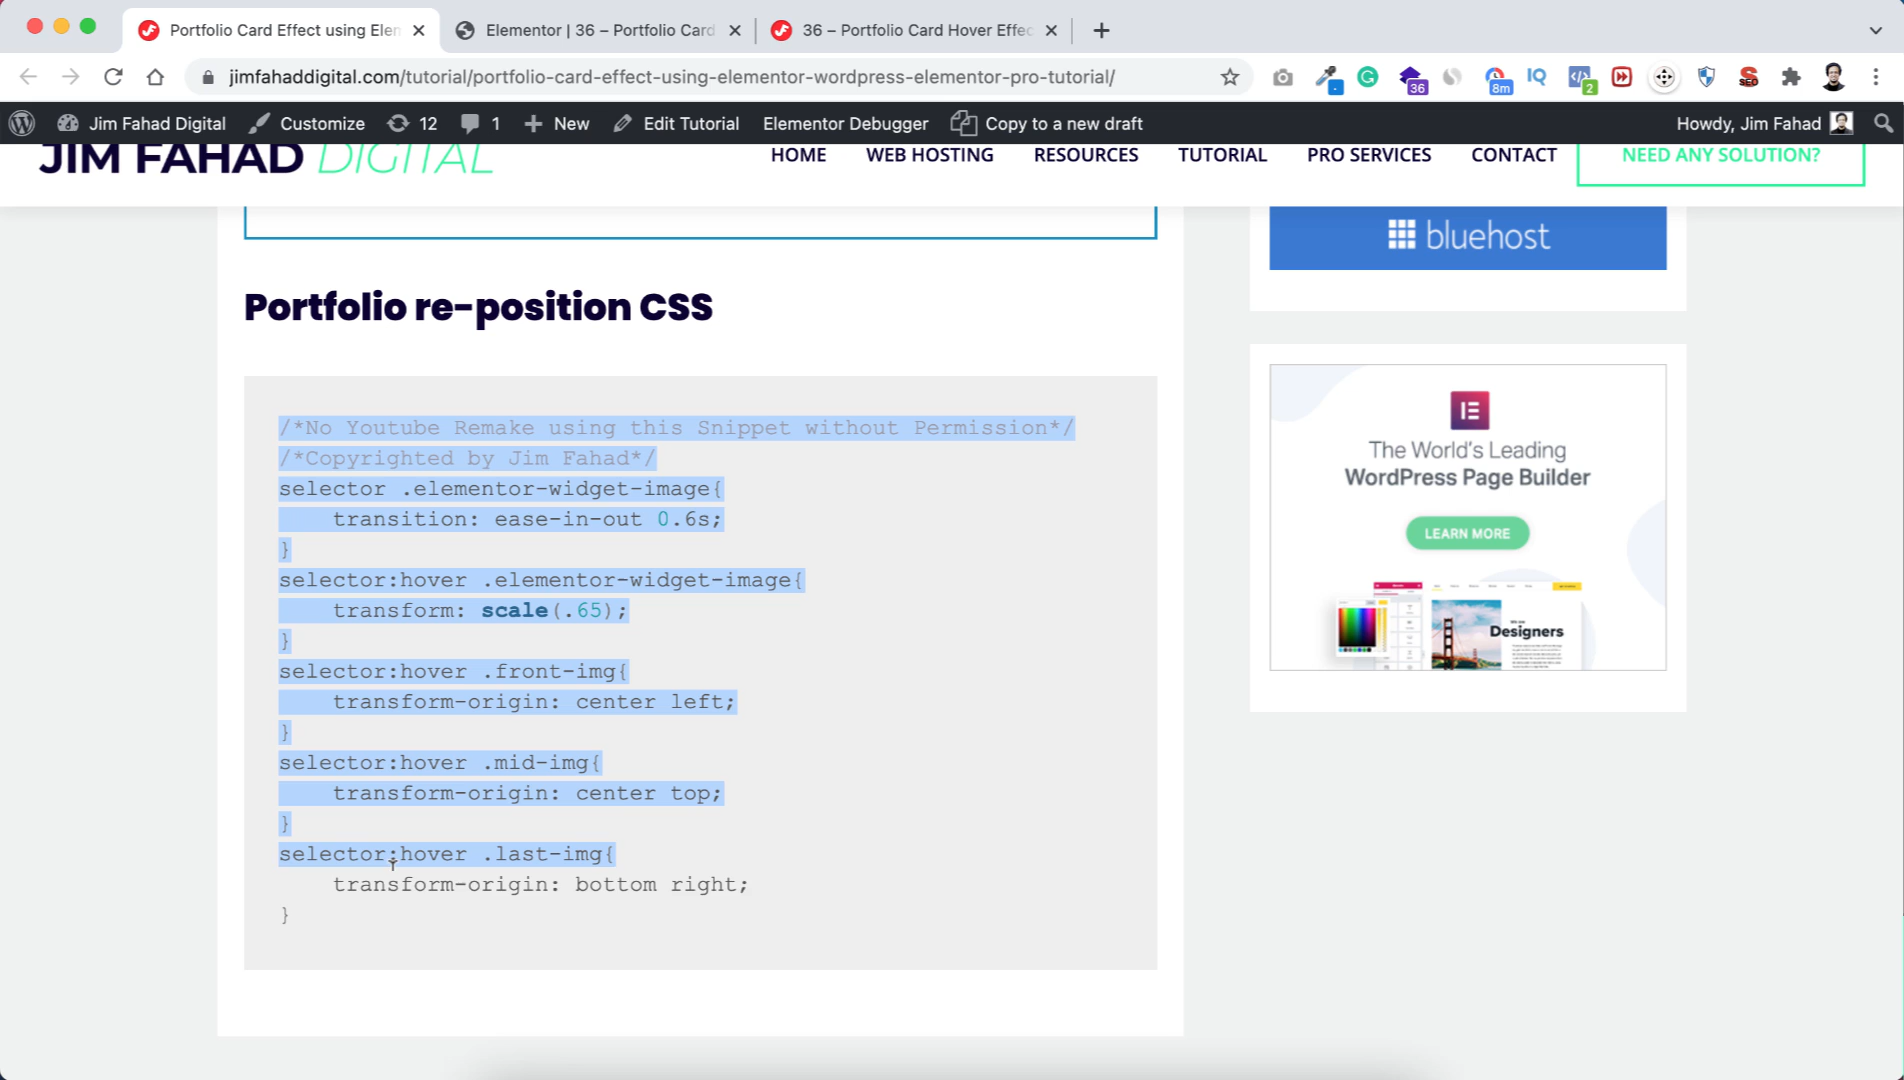 Portfolio Card Effect using Elen
Elementor | 36 – Portfolio Card
36 – Portfolio Card Hover Effec
jimfahaddigital.com/tutorial/portfolio-card-effect-using-elementor-wordpress-elementor-pro-tutorial/
36
8m
IQ
2
SEO
Jim Fahad Digital
Customize
12
1
New
Edit Tutorial
Elementor Debugger
Copy to a new draft
Howdy, Jim Fahad
JIM FAHAD DIGITAL
HOME
WEB HOSTING
RESOURCES
TUTORIAL
PRO SERVICES
CONTACT
NEED ANY SOLUTION?
bluehost
Portfolio re-position CSS
/*No Youtube Remake using this Snippet without Permission*/
/*Copyrighted by Jim Fahad*/
selector .elementor-widget-image{
transition: ease-in-out 0.6s;
}
selector:hover .elementor-widget-image{
transform: scale(.65);
}
selector:hover .front-img{
transform-origin: center left;
}
selector:hover .mid-img{
transform-origin: center top;
}
selector:hover .last-img{
transform-origin: bottom right;
}
The World's Leading
WordPress Page Builder
LEARN MORE
Designers